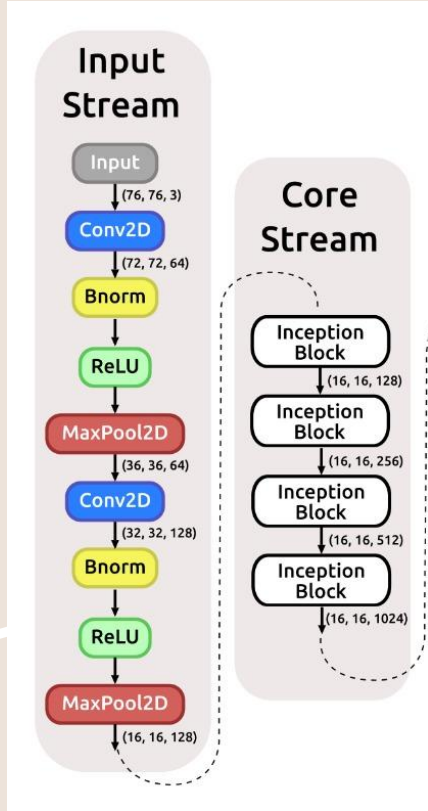 Input
Stream
Input
(76, 76, 3)
Conv2D
(72, 72, 64)
Bnorm
ReLU
MaxPool2D
(36, 36, 64)
Conv2D
(32, 32, 128)
Bnorm
ReLU
MaxPool2D
(16, 16, 128)
Core
Stream
Inception
Block
(16, 16, 128)
Inception
Block
(16, 16, 256)
Inception
Block
(16, 16, 512)
Inception
Block
(16, 16, 1024)